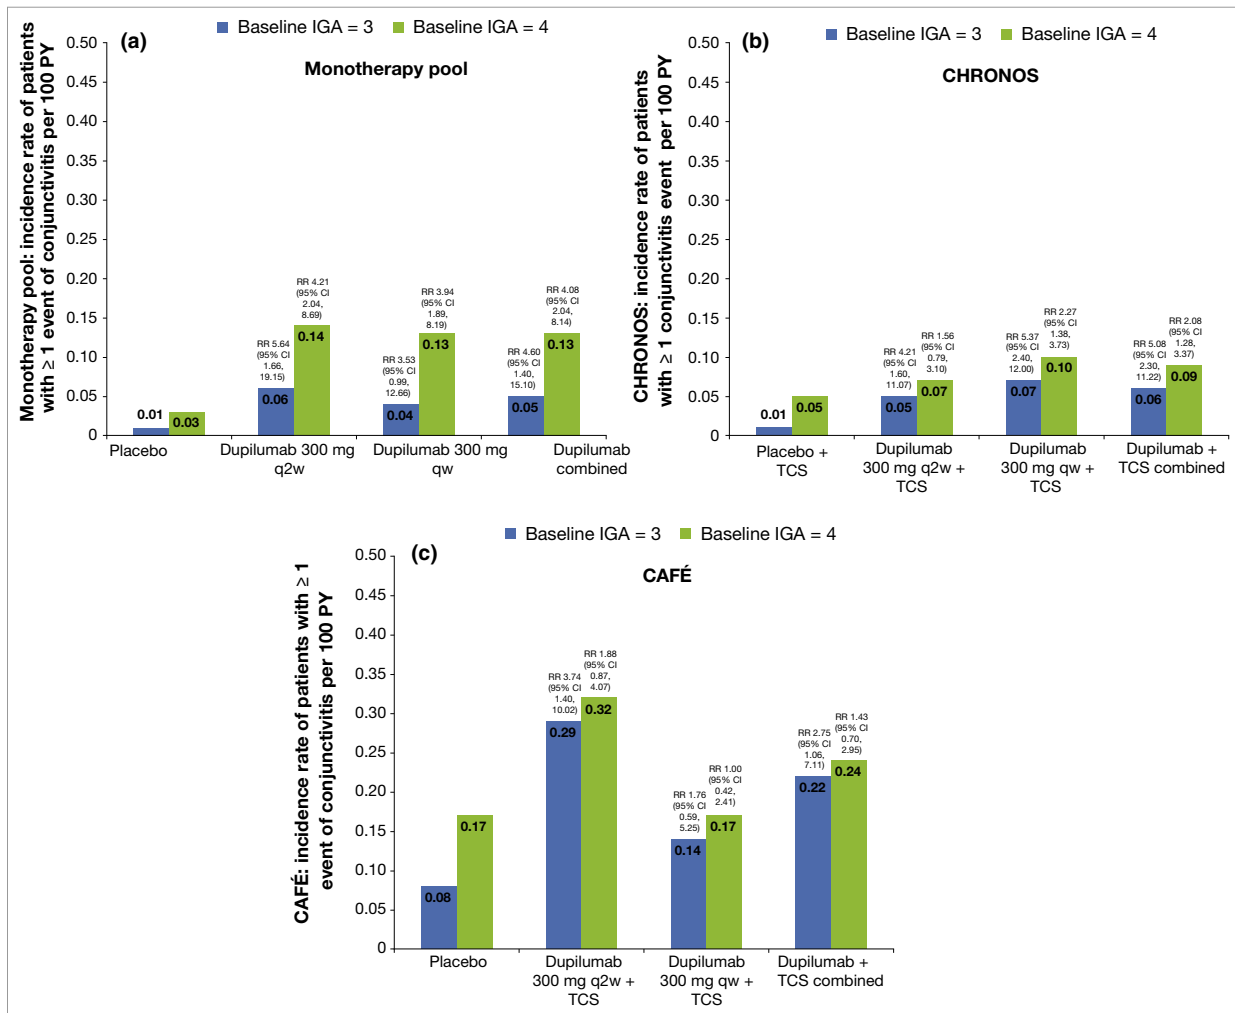 Baseline IGA = 3 Baseline IGA = 4
(a)
Monotherapy pool
Monotherapy pool: incidence rate of patients
with ≥ 1 event of conjunctivitis per 100 PY
0.50
0.45
0.40
0.35
0.30
0.25
0.20
0.15
0.10
0.05
0
0.01
0.03
RR 5.64
(95% CI
1.66,
19.15)
0.06
RR 4.21
(95% CI
2.04,
8.69)
0.14
RR 3.53
(95% CI
0.99,
12.66)
0.04
RR 3.94
(95% CI
1.89,
8.19)
0.13
RR 4.60
(95% CI
1.40,
15.10)
0.05
RR 4.08
(95% CI
2.04,
8.14)
0.13
Placebo
Dupilumab 300 mg
q2w
Dupilumab 300 mg
qw
Dupilumab
combined
Baseline IGA = 3 Baseline IGA = 4
(b)
CHRONOS
CHRONOS: incidence rate of patients
with ≥ 1 conjunctivitis event per 100 PY
0.50
0.45
0.40
0.35
0.30
0.25
0.20
0.15
0.10
0.05
0
0.01
0.05
RR 4.21
(95% CI
1.60,
11.07)
0.05
RR 1.56
(95% CI
0.79,
3.10)
0.07
RR 5.37
(95% CI
2.40,
12.00)
0.07
RR 2.27
(95% CI
1.38,
3.73)
0.10
RR 5.08
(95% CI
2.30,
11.22)
0.06
RR 2.08
(95% CI
1.28,
3.37)
0.09
Placebo +
TCS
Dupilumab
300 mg q2w +
TCS
Dupilumab
300 mg qw +
TCS
Dupilumab +
TCS combined
Baseline IGA = 3 Baseline IGA = 4
(c)
CAFÉ
CAFÉ: incidence rate of patients with ≥ 1
event of conjunctivitis per 100 PY
0.50
0.45
0.40
0.35
0.30
0.25
0.20
0.15
0.10
0.05
0
0.08
0.17
RR 3.74
(95% CI
1.40,
10.02)
0.29
RR 1.88
(95% CI
0.87,
4.07)
0.32
RR 1.76
(95% CI
0.59,
5.25)
0.14
RR 1.00
(95% CI
0.42,
2.41)
0.17
RR 2.75
(95% CI
1.06,
7.11)
0.22
RR 1.43
(95% CI
0.70,
2.95)
0.24
Placebo
Dupilumab
300 mg q2w +
TCS
Dupilumab
300 mg qw +
TCS
Dupilumab +
TCS combined